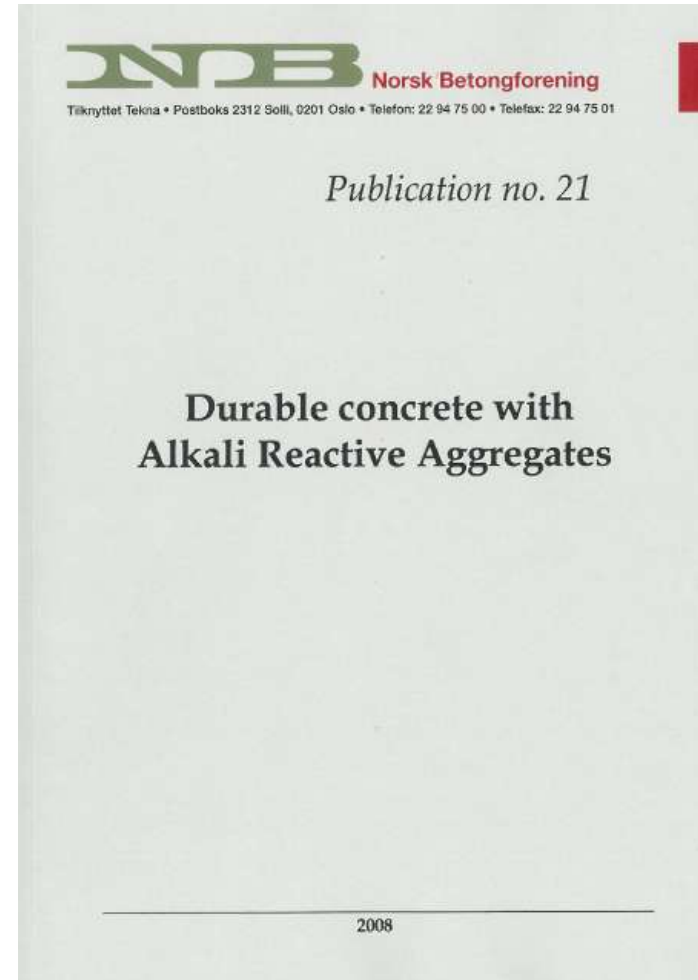 NB Norsk Betongforening
Tilknyttet Tekna • Postboks 2312 Solli, 0201 Oslo • Telefon: 22 94 75 00 • Telefax: 22 94 75 01
Publication no. 21
Durable concrete with
Alkali Reactive Aggregates
2008